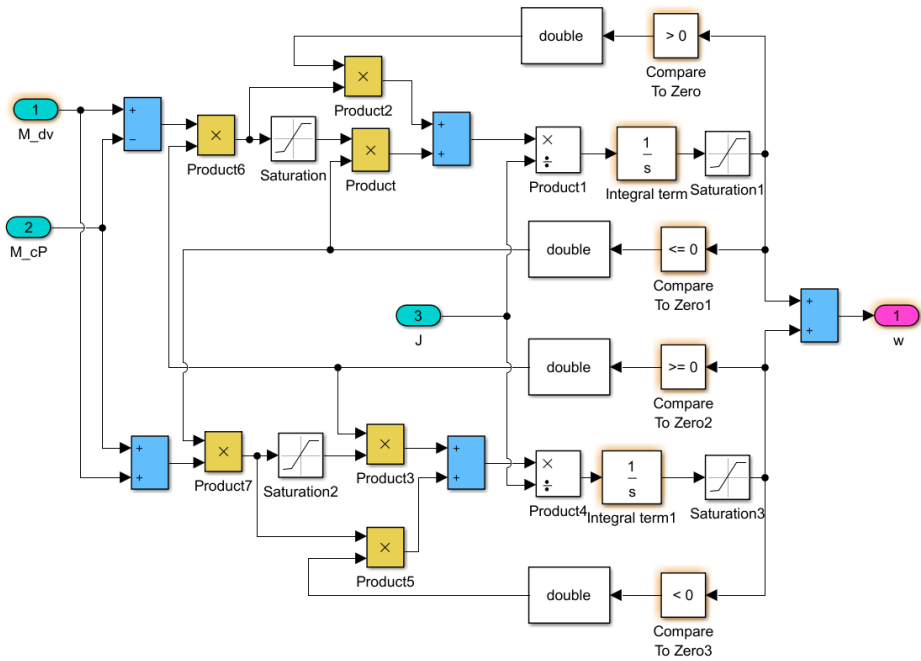 double
> 0
Compare
To Zero
1
M_dv
+
−
×
Product6
Saturation
×
Product2
×
Product
+
+
×
÷
Product1
1
s
Integral term
Saturation1
2
M_cP
double
<= 0
Compare
To Zero1
3
J
+
+
1
w
double
>= 0
Compare
To Zero2
+
+
×
Product7
Saturation2
×
Product3
+
+
×
÷
Product4
1
s
Integral term1
Saturation3
×
Product5
double
< 0
Compare
To Zero3